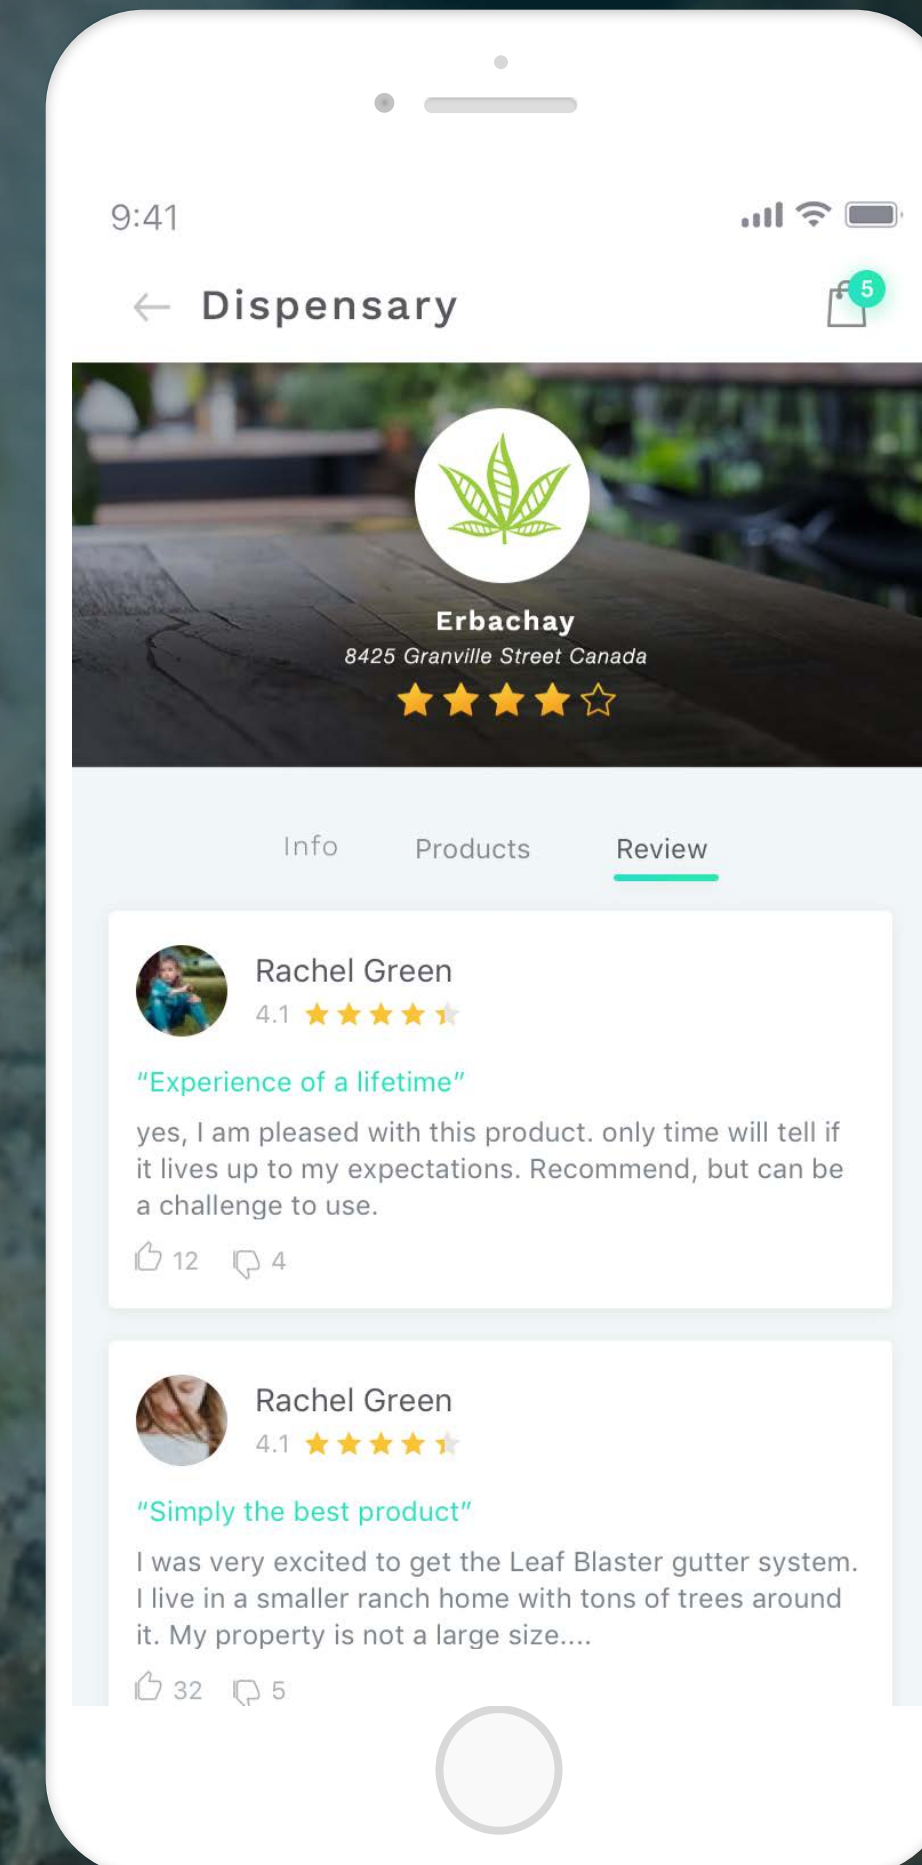 9:41
Dispensary
5
Erbachay
8425 Granville Street Canada
Info Products Review
Rachel Green
4.1
“Experience of a lifetime”
yes, I am pleased with this product. only time will tell if
it lives up to my expectations. Recommend, but can be
a challenge to use.
12 4
Rachel Green
4.1
“Simply the best product”
I was very excited to get the Leaf Blaster gutter system.
I live in a smaller ranch home with tons of trees around
it. My property is not a large size....
32 5